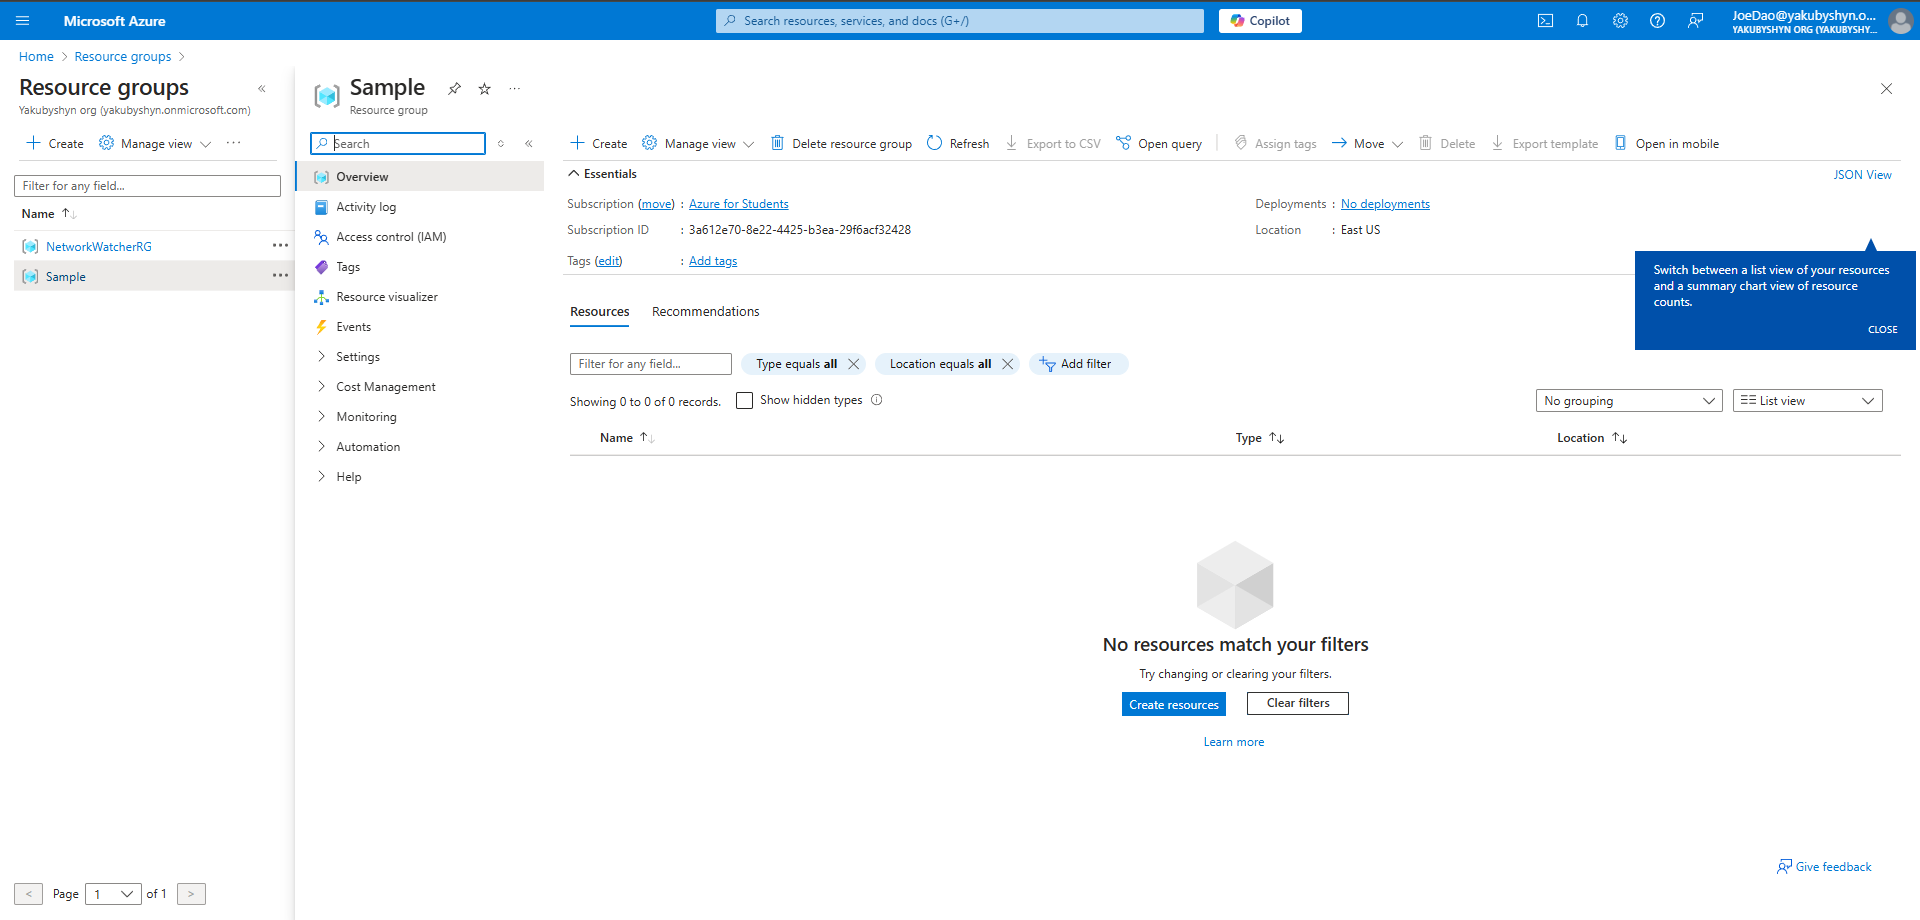 Microsoft Azure
Search resources, services, and docs (G+/)
Copilot
JoeDao@yakubyshyn.o...
YAKUBYSHYN ORG (YAKUBYSHY...
Home > Resource groups >
Resource groups
Yakubyshyn org (yakubyshyn.onmicrosoft.com)
+ Create
Manage view
...
Filter for any field...
Name ↑↓
NetworkWatcherRG ...
Sample ...
< Page 1 of 1 >
Sample ...
Resource group
Search
Overview
Activity log
Access control (IAM)
Tags
Resource visualizer
Events
Settings
Cost Management
Monitoring
Automation
Help
+ Create
Manage view
Delete resource group
Refresh
Export to CSV
Open query
Assign tags
Move
Delete
Export template
Open in mobile
Essentials
JSON View
Subscription (move) : Azure for Students
Subscription ID : 3a612e70-8e22-4425-b3ea-29f6acf32428
Tags (edit) : Add tags
Deployments : No deployments
Location : East US
Switch between a list view of your resources
and a summary chart view of resource
counts.
CLOSE
Resources
Recommendations
Filter for any field...
Type equals all
Location equals all
Add filter
Showing 0 to 0 of 0 records.
Show hidden types
No grouping
List view
Name ↑↓
Type ↑↓
Location ↑↓
No resources match your filters
Try changing or clearing your filters.
Create resources
Clear filters
Learn more
Give feedback